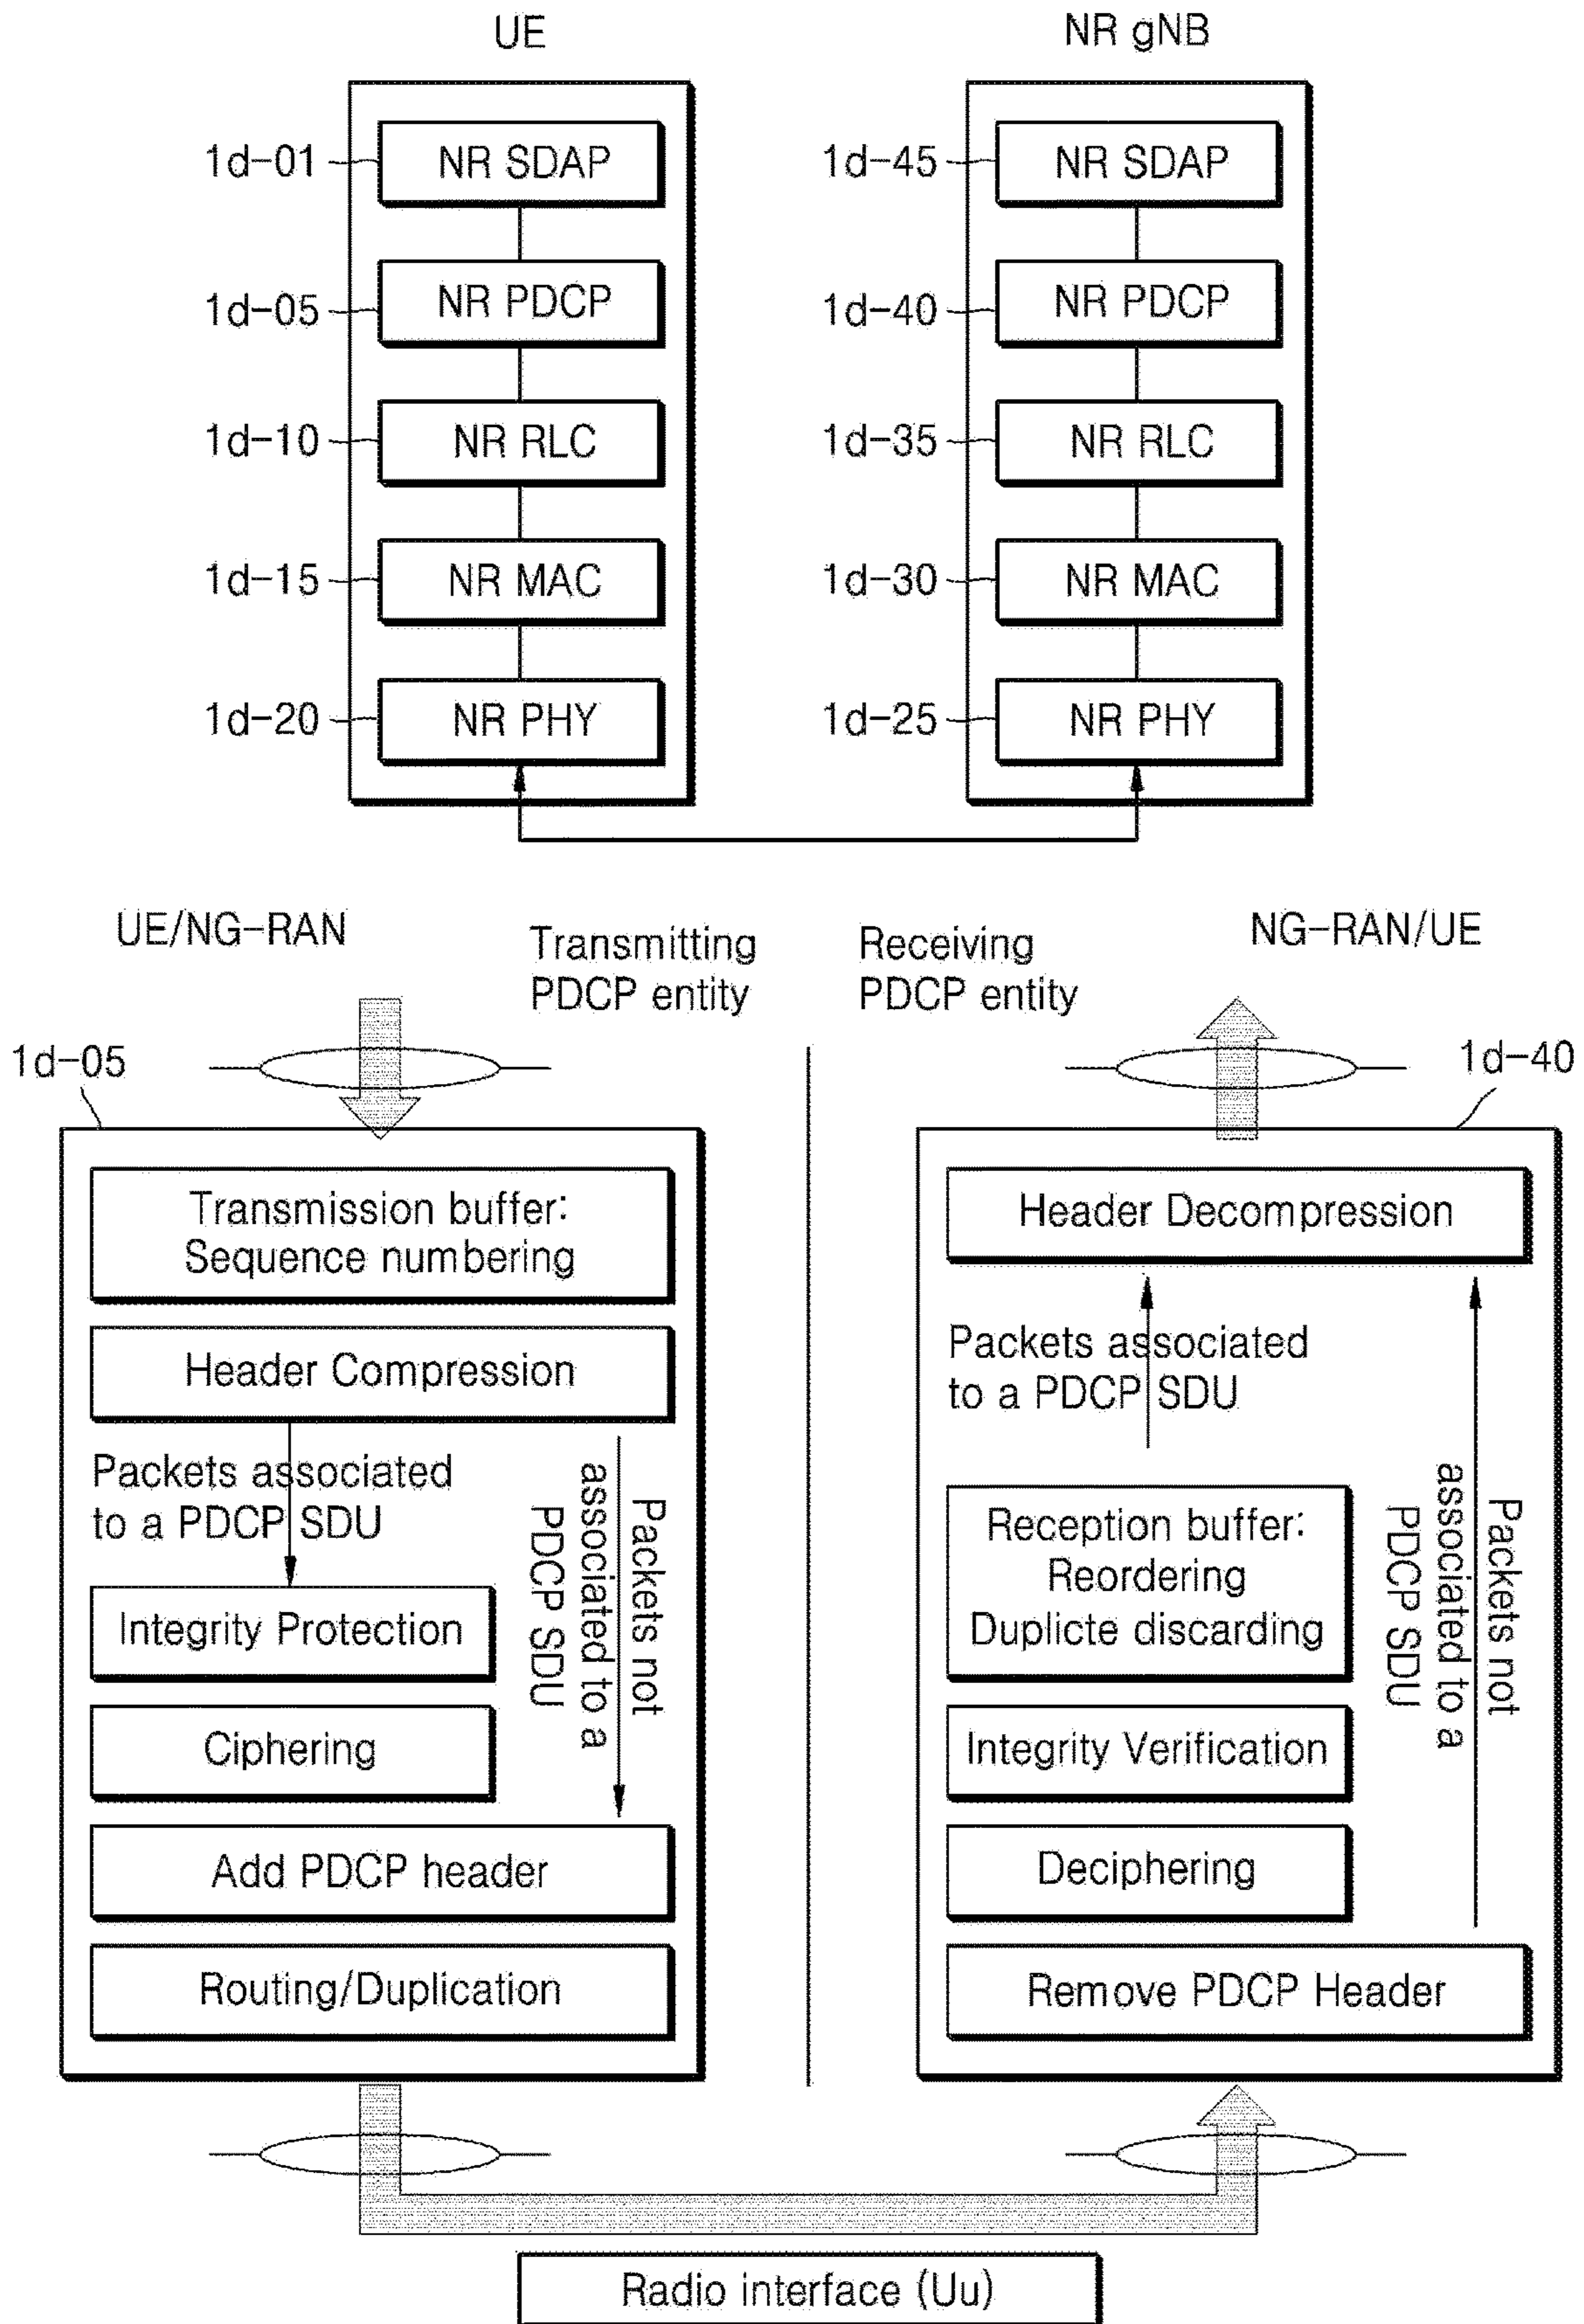 UE
NR gNB
1d-01
NR SDAP
1d-45
NR SDAP
1d-05
NR PDCP
1d-40
NR PDCP
1d-10
NR RLC
1d-35
NR RLC
1d-15
NR MAC
1d-30
NR MAC
1d-20
NR PHY
1d-25
NR PHY
UE/NG-RAN
Transmitting
PDCP entity
Receiving
PDCP entity
NG-RAN/UE
1d-05
Transmission buffer:
Sequence numbering
Header Compression
Packets associated
to a PDCP SDU
Packets not
associated to a
PDCP SDU
Integrity Protection
Ciphering
Add PDCP header
Routing/Duplication
1d-40
Header Decompression
Packets associated
to a PDCP SDU
Packets not
associated to a
PDCP SDU
Reception buffer:
Reordering
Duplicte discarding
Integrity Verification
Deciphering
Remove PDCP Header
Radio interface (Uu)